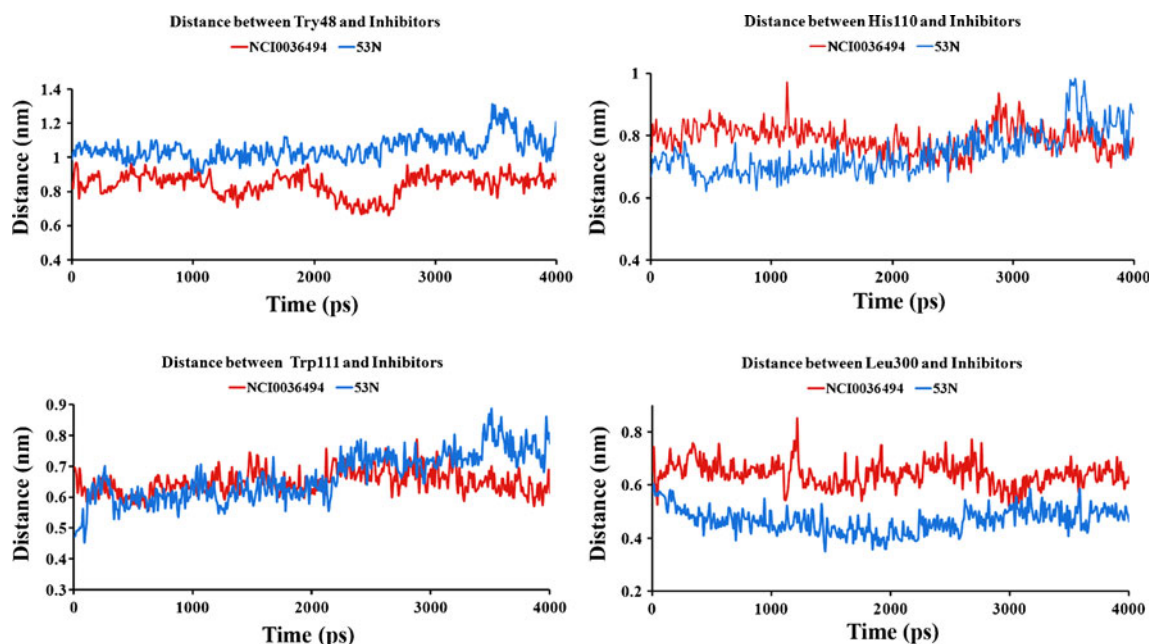 Distance between Try48 and Inhibitors
NCI0036494 53N
Distance (nm)
1.4
1.2
1
0.8
0.6
0.4
0 1000 2000 3000 4000
Time (ps)
Distance between His110 and Inhibitors
NCI0036494 53N
Distance (nm)
1
0.8
0.6
0.4
0 1000 2000 3000 4000
Time (ps)
Distance between Trp111 and Inhibitors
NCI0036494 53N
Distance (nm)
0.9
0.8
0.7
0.6
0.5
0.4
0.3
0 1000 2000 3000 4000
Time (ps)
Distance between Leu300 and Inhibitors
NCI0036494 53N
Distance (nm)
0.8
0.6
0.4
0.2
0 1000 2000 3000 4000
Time (ps)